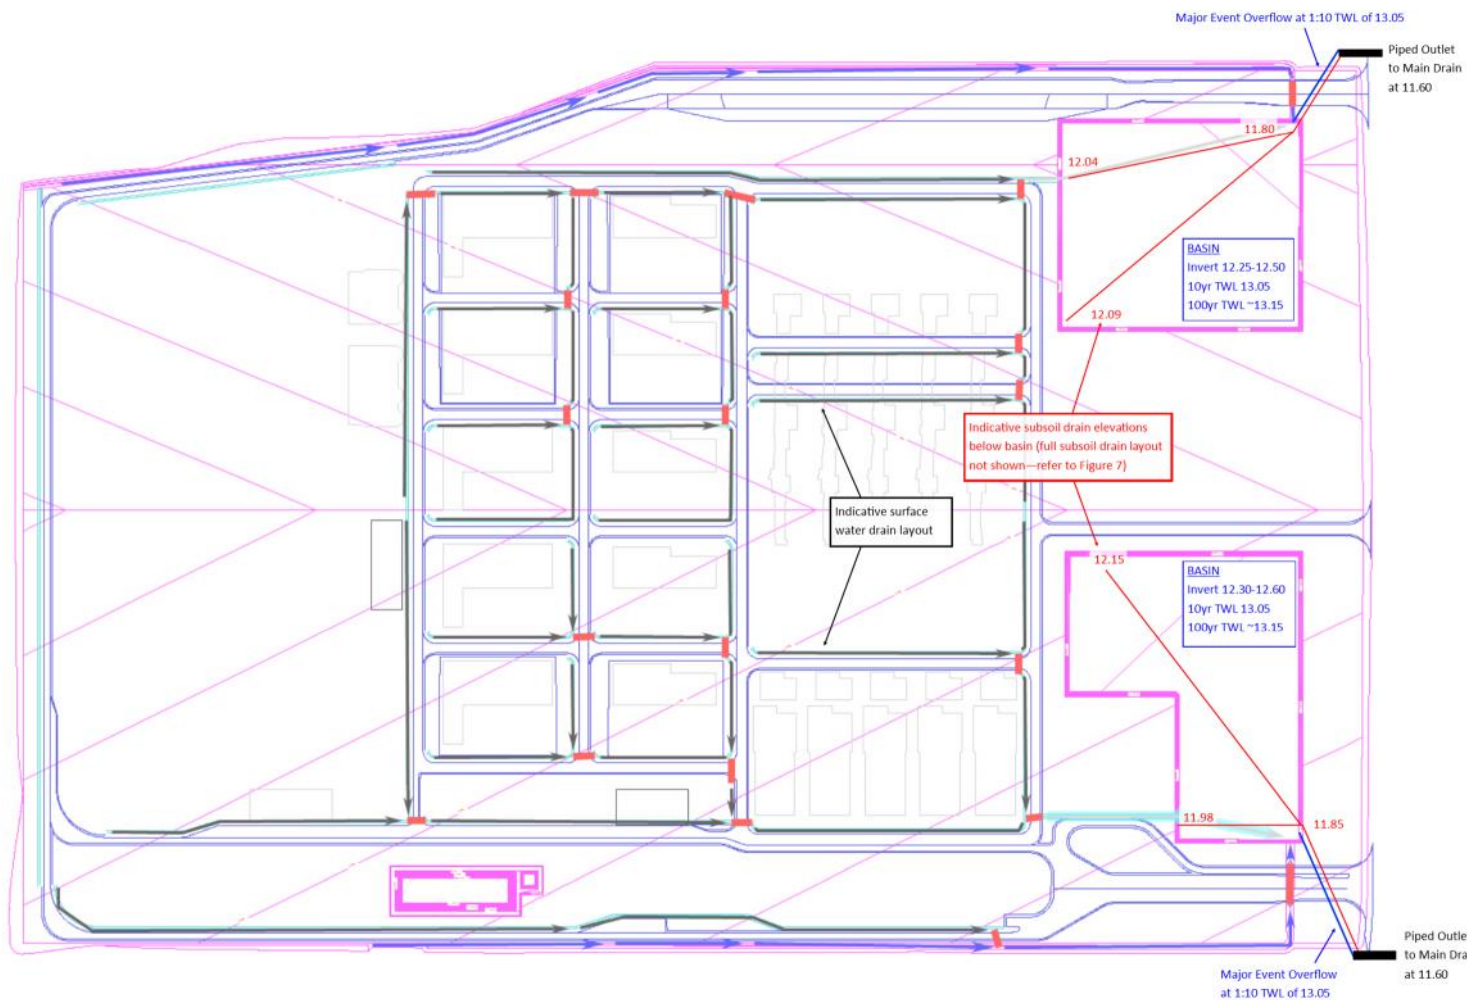 Major Event Overflow at 1:10 TWL of 13.05
Piped Outlet
to Main Drain
at 11.60
11.80
12.04
BASIN
Invert 12.25-12.50
10yr TWL 13.05
100yr TWL ~13.15
12.09
Indicative subsoil drain elevations
below basin (full subsoil drain layout
not shown—refer to Figure 7)
Indicative surface
water drain layout
12.15
BASIN
Invert 12.30-12.60
10yr TWL 13.05
100yr TWL ~13.15
11.98
11.85
Piped Outle
to Main Dra
at 11.60
Major Event Overflow
at 1:10 TWL of 13.05